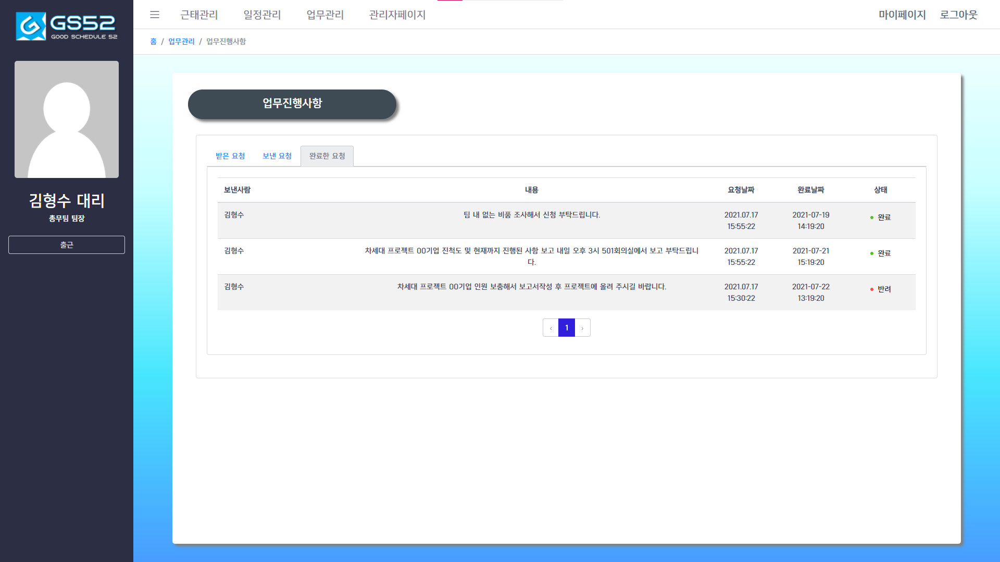 GS52
GOOD SCHEDULE 52
김형수 대리
총무팀 팀장
출근
근태관리 일정관리 업무관리 관리자페이지 마이페이지 로그아웃
홈 / 업무관리 / 업무진행사항
업무진행사항
받은 요청 보낸 요청 완료한 요청
보낸사람 내용 요청날짜 완료날짜 상태
김형수 팀 내 없는 비품 조사해서 신청 부탁드립니다. 2021.07.17 2021-07-19 완료
15:55:22 14:19:20
김형수 차세대 프로젝트 OO기업 진척도 및 현재까지 진행된 사항 보고 내일 오후 3시 501회의실에서 보고 부탁드립니 2021.07.17 2021-07-21 완료
다. 15:55:22 15:19:20
김형수 차세대 프로젝트 OO기업 인원 보충해서 보고서작성 후 프로젝트에 올려 주시길 바랍니다. 2021.07.17 2021-07-22 반려
15:30:22 13:19:20
‹ 1 ›